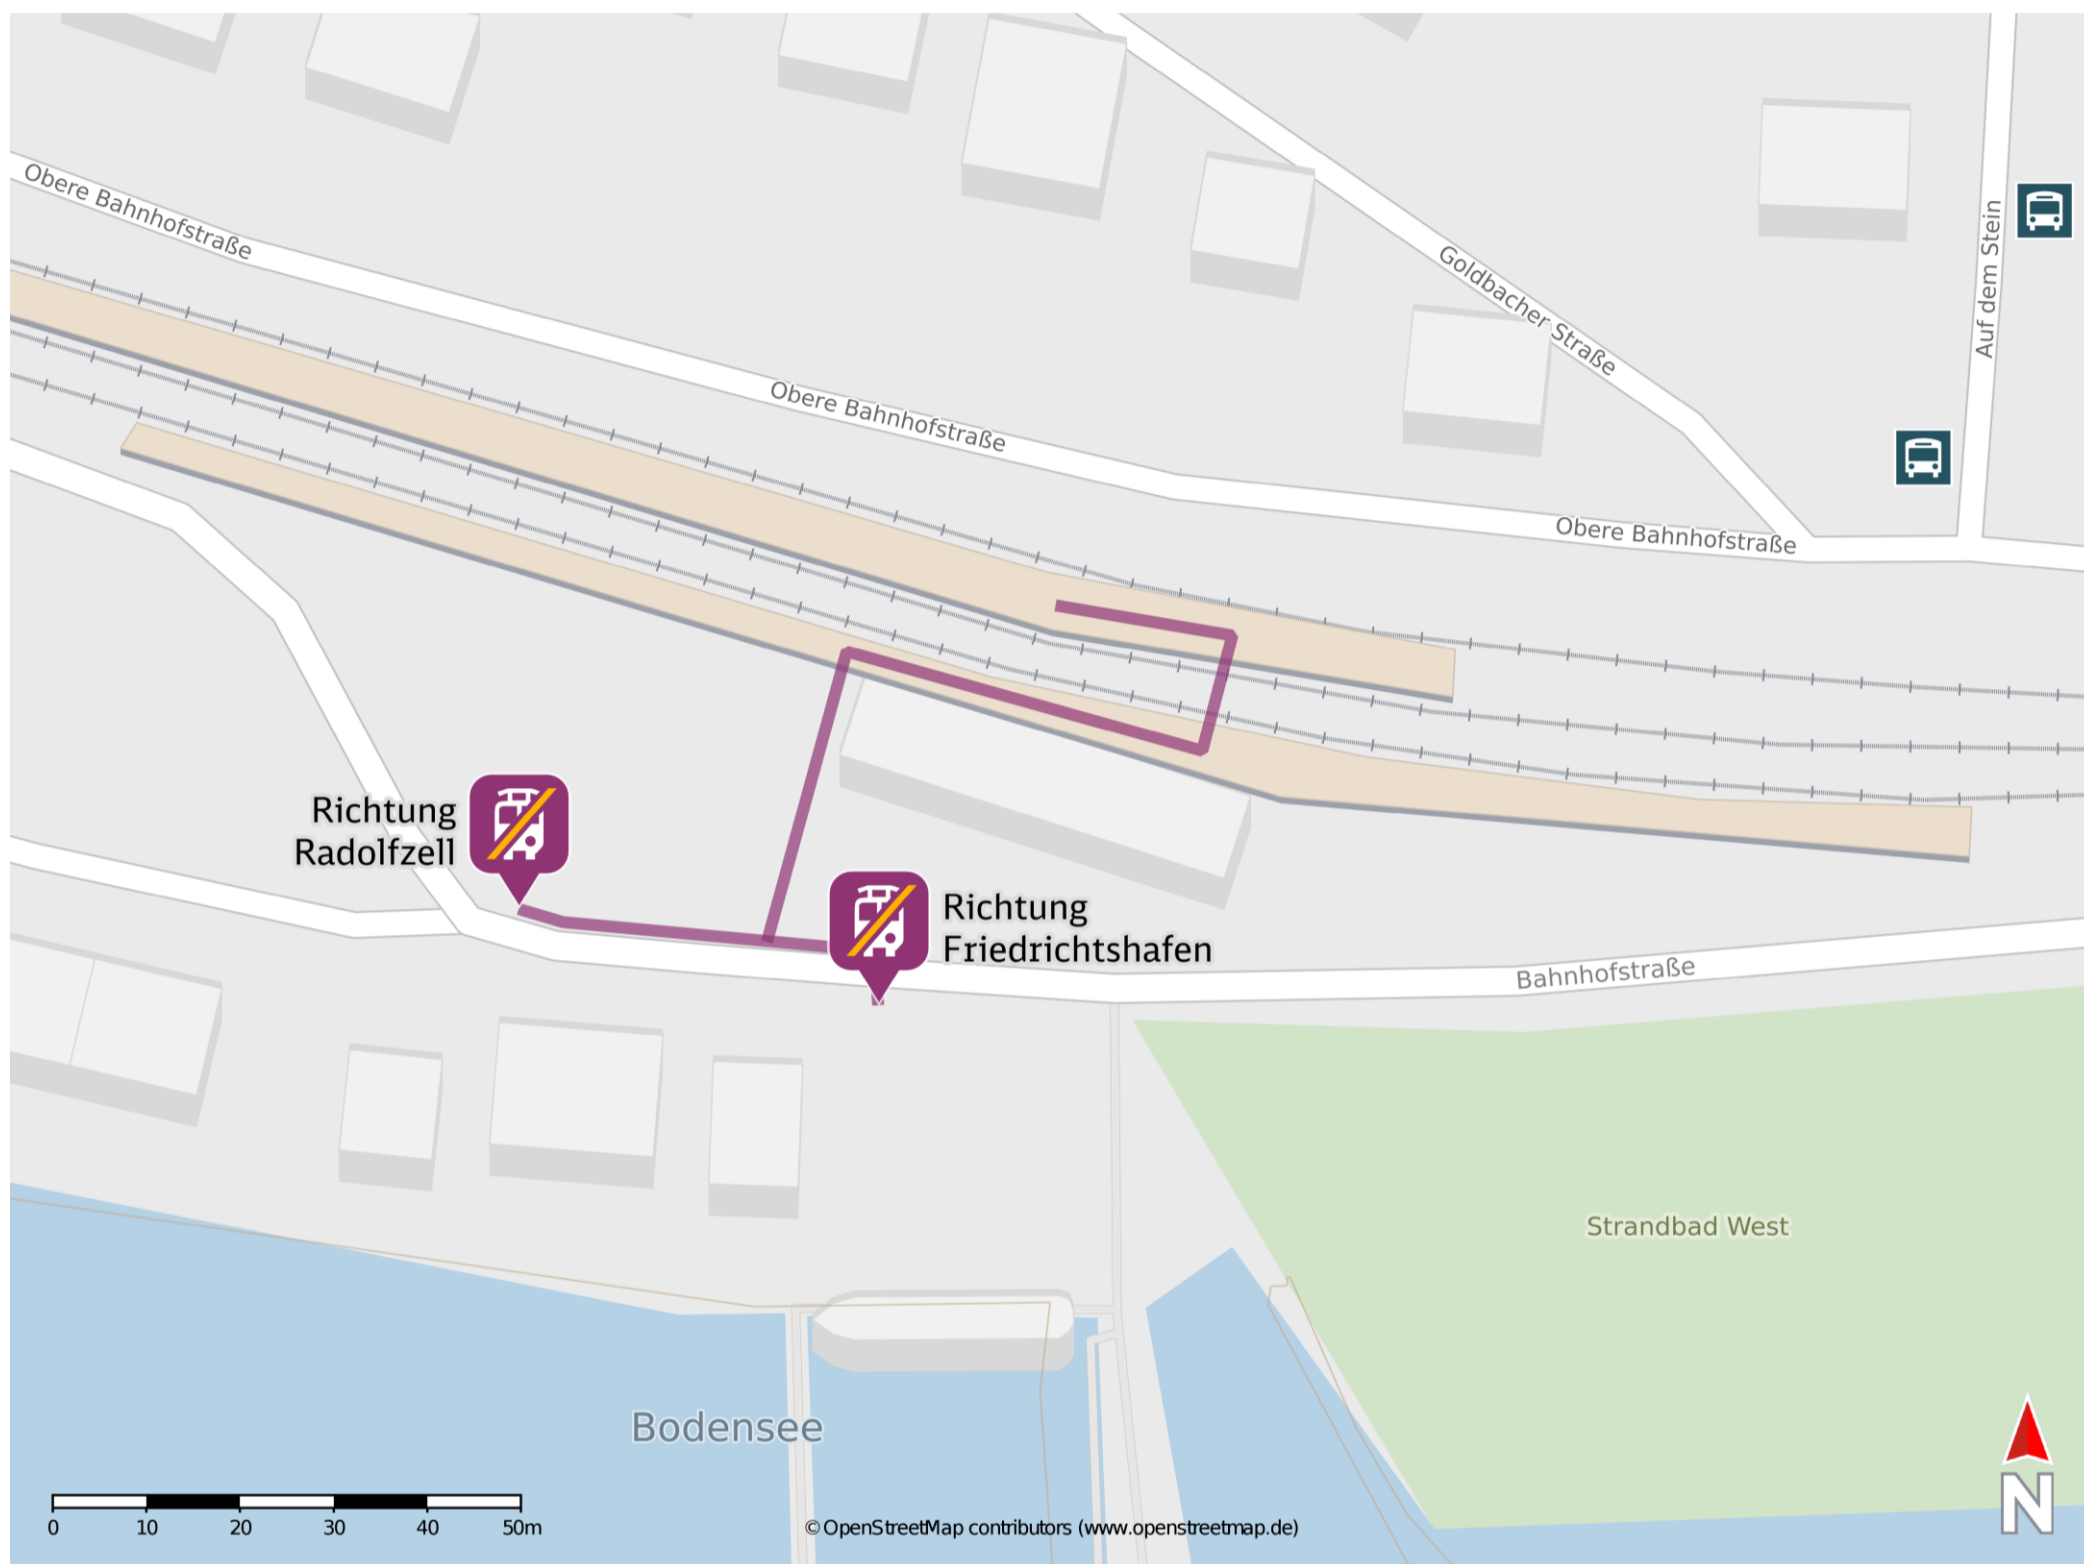 Obere Bahnhofstraße
Auf dem Stein
Goldbacher Straße
Obere Bahnhofstraße
Obere Bahnhofstraße
Richtung
Radolfzell
Richtung
Friedrichtshafen
Bahnhofstraße
Strandbad West
Bodensee
0 10 20 30 40 50m
© OpenStreetMap contributors (www.openstreetmap.de)
N